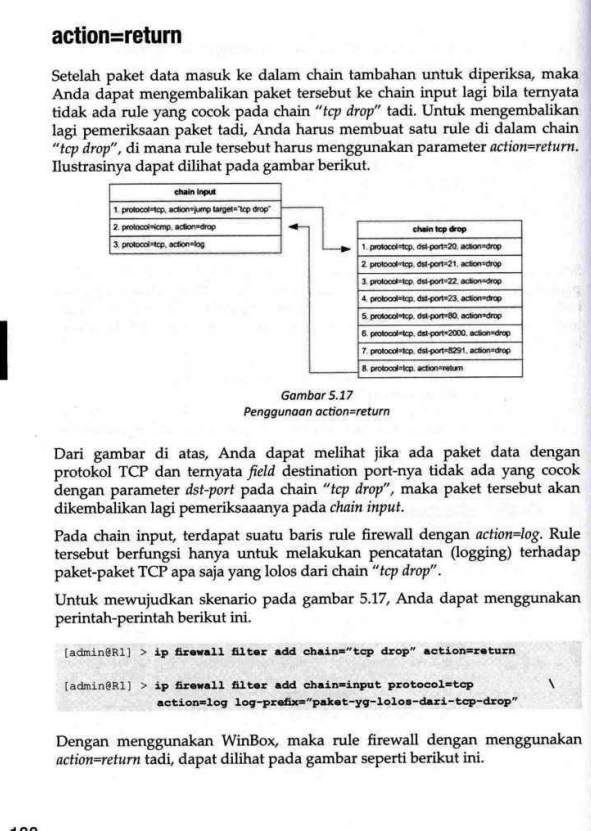 action=return
Setelah paket data masuk ke dalam chain tambahan untuk diperiksa, maka
Anda dapat mengembalikan paket tersebut ke chain input lagi bila ternyata
tidak ada rule yang cocok pada chain "tcp drop" tadi. Untuk mengembalikan
lagi pemeriksaan paket tadi, Anda harus membuat satu rule di dalam chain
"tcp drop", di mana rule tersebut harus menggunakan parameter action=return.
Ilustrasinya dapat dilihat pada gambar berikut.
chain input
1. protocol=tcp, action=jump target="tcp drop"
2. protocol=icmp, action=drop
3. protocol=tcp, action=log
chain tcp drop
1. protocol=tcp, dst-port=20, action=drop
2. protocol=tcp, dst-port=21, action=drop
3. protocol=tcp, dst-port=22, action=drop
4. protocol=tcp, dst-port=23, action=drop
5. protocol=tcp, dst-port=80, action=drop
6. protocol=tcp, dst-port=2000, action=drop
7. protocol=tcp, dst-port=8291, action=drop
8. protocol=tcp, action=return
Gambar 5.17
Penggunaan action=return
Dari gambar di atas, Anda dapat melihat jika ada paket data dengan
protokol TCP dan ternyata field destination port-nya tidak ada yang cocok
dengan parameter dst-port pada chain "tcp drop", maka paket tersebut akan
dikembalikan lagi pemeriksaaanya pada chain input.
Pada chain input, terdapat suatu baris rule firewall dengan action=log. Rule
tersebut berfungsi hanya untuk melakukan pencatatan (logging) terhadap
paket-paket TCP apa saja yang lolos dari chain "tcp drop".
Untuk mewujudkan skenario pada gambar 5.17, Anda dapat menggunakan
perintah-perintah berikut ini.
[admin@R1] > ip firewall filter add chain="tcp drop" action=return
[admin@R1] > ip firewall filter add chain=input protocol=tcp \
action=log log-prefix="paket-yg-lolos-dari-tcp-drop"
Dengan menggunakan WinBox, maka rule firewall dengan menggunakan
action=return tadi, dapat dilihat pada gambar seperti berikut ini.